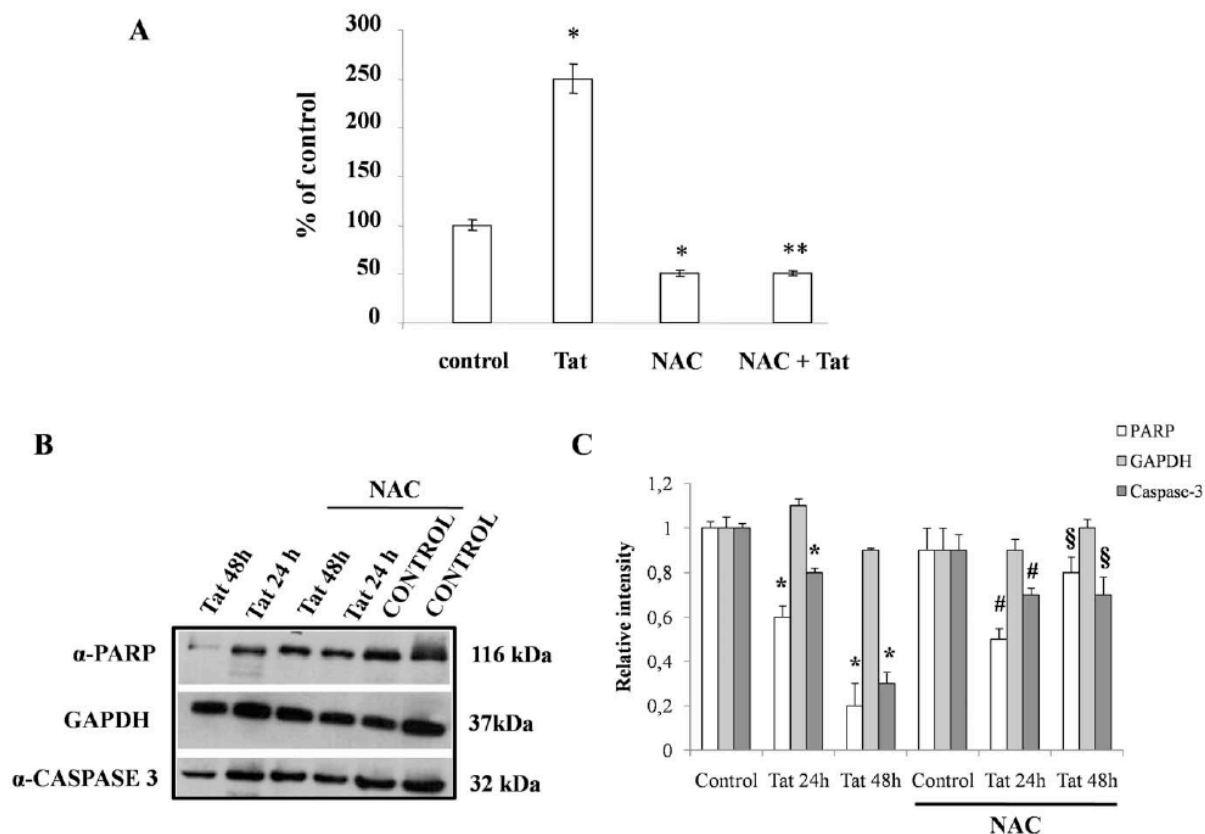 A
300
250
200
150
100
50
0
% of control
*
*
**
control Tat NAC NAC + Tat
B
NAC
Tat 48h Tat 24 h Tat 48h Tat 24 h CONTROL CONTROL
α-PARP 116 kDa
GAPDH 37kDa
α-CASPASE 3 32 kDa
C
PARP
GAPDH
Caspase-3
1,2
1
0,8
0,6
0,4
0,2
0
Relative intensity
* * * * # # § §
Control Tat 24h Tat 48h Control Tat 24h Tat 48h
NAC